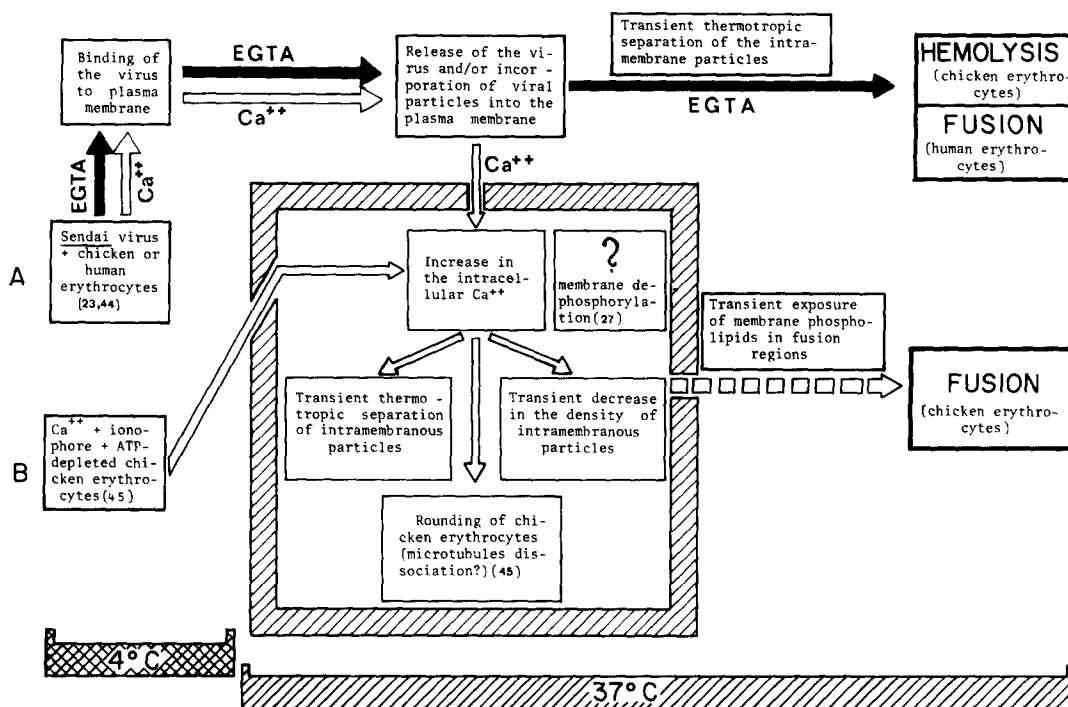 Binding of
the virus
to plasma
membrane
EGTA
Ca++
Release of the vi-
rus and/or incor-
poration of viral
particles into the
plasma membrane
Transient thermotropic
separation of the intra-
membrane particles
EGTA
HEMOLYSIS
(chicken erythro-
cytes)
FUSION
(human erythro-
cytes)
EGTA
Ca++
A
Sendai virus
+ chicken or
human
erythrocytes
(23,44)
Ca++
Increase in
the intracel-
lular Ca++
?
membrane de-
phosphoryla-
tion(27)
Transient exposure
of membrane phospho-
lipids in fusion
regions
FUSION
(chicken erythro-
cytes)
Transient thermo-
tropic separation
of intramembranous
particles
Transient decrease
in the density of
intramembranous
particles
B
Ca++ + iono-
phore + ATP-
depleted chi-
cken erythro-
cytes(45)
Rounding of chi-
cken erythrocytes
(microtubules dis-
sociation?)(45)
4°C
37°C